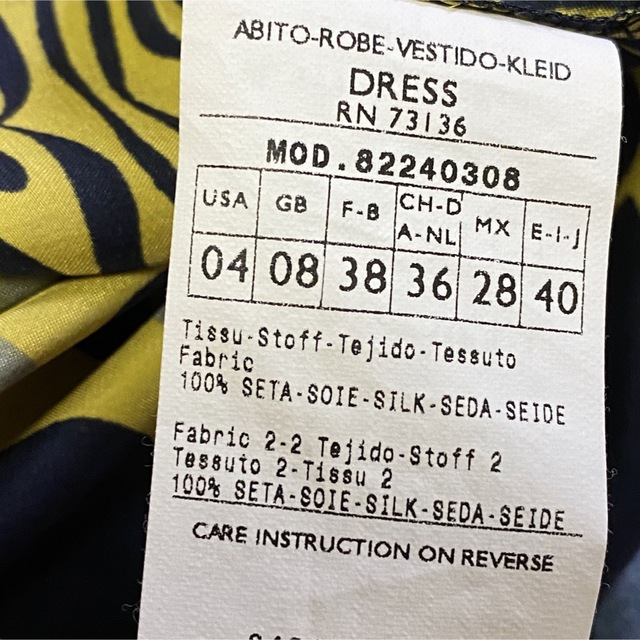 ABITO-ROBE-VESTIDO-KLEID
DRESS
RN 73136
MOD.82240308
USA GB F-B CH-D A-NL MX E-I-J
04 08 38 36 28 40
Tissu-Stoff-Tejido-Tessuto
Fabric
100% SETA-SOIE-SILK-SEDA-SEIDE
Fabric 2-2 Tejido-Stoff 2
Tessuto 2-Tissu 2
100% SETA-SOIE-SILK-SEDA-SEIDE
CARE INSTRUCTION ON REVERSE